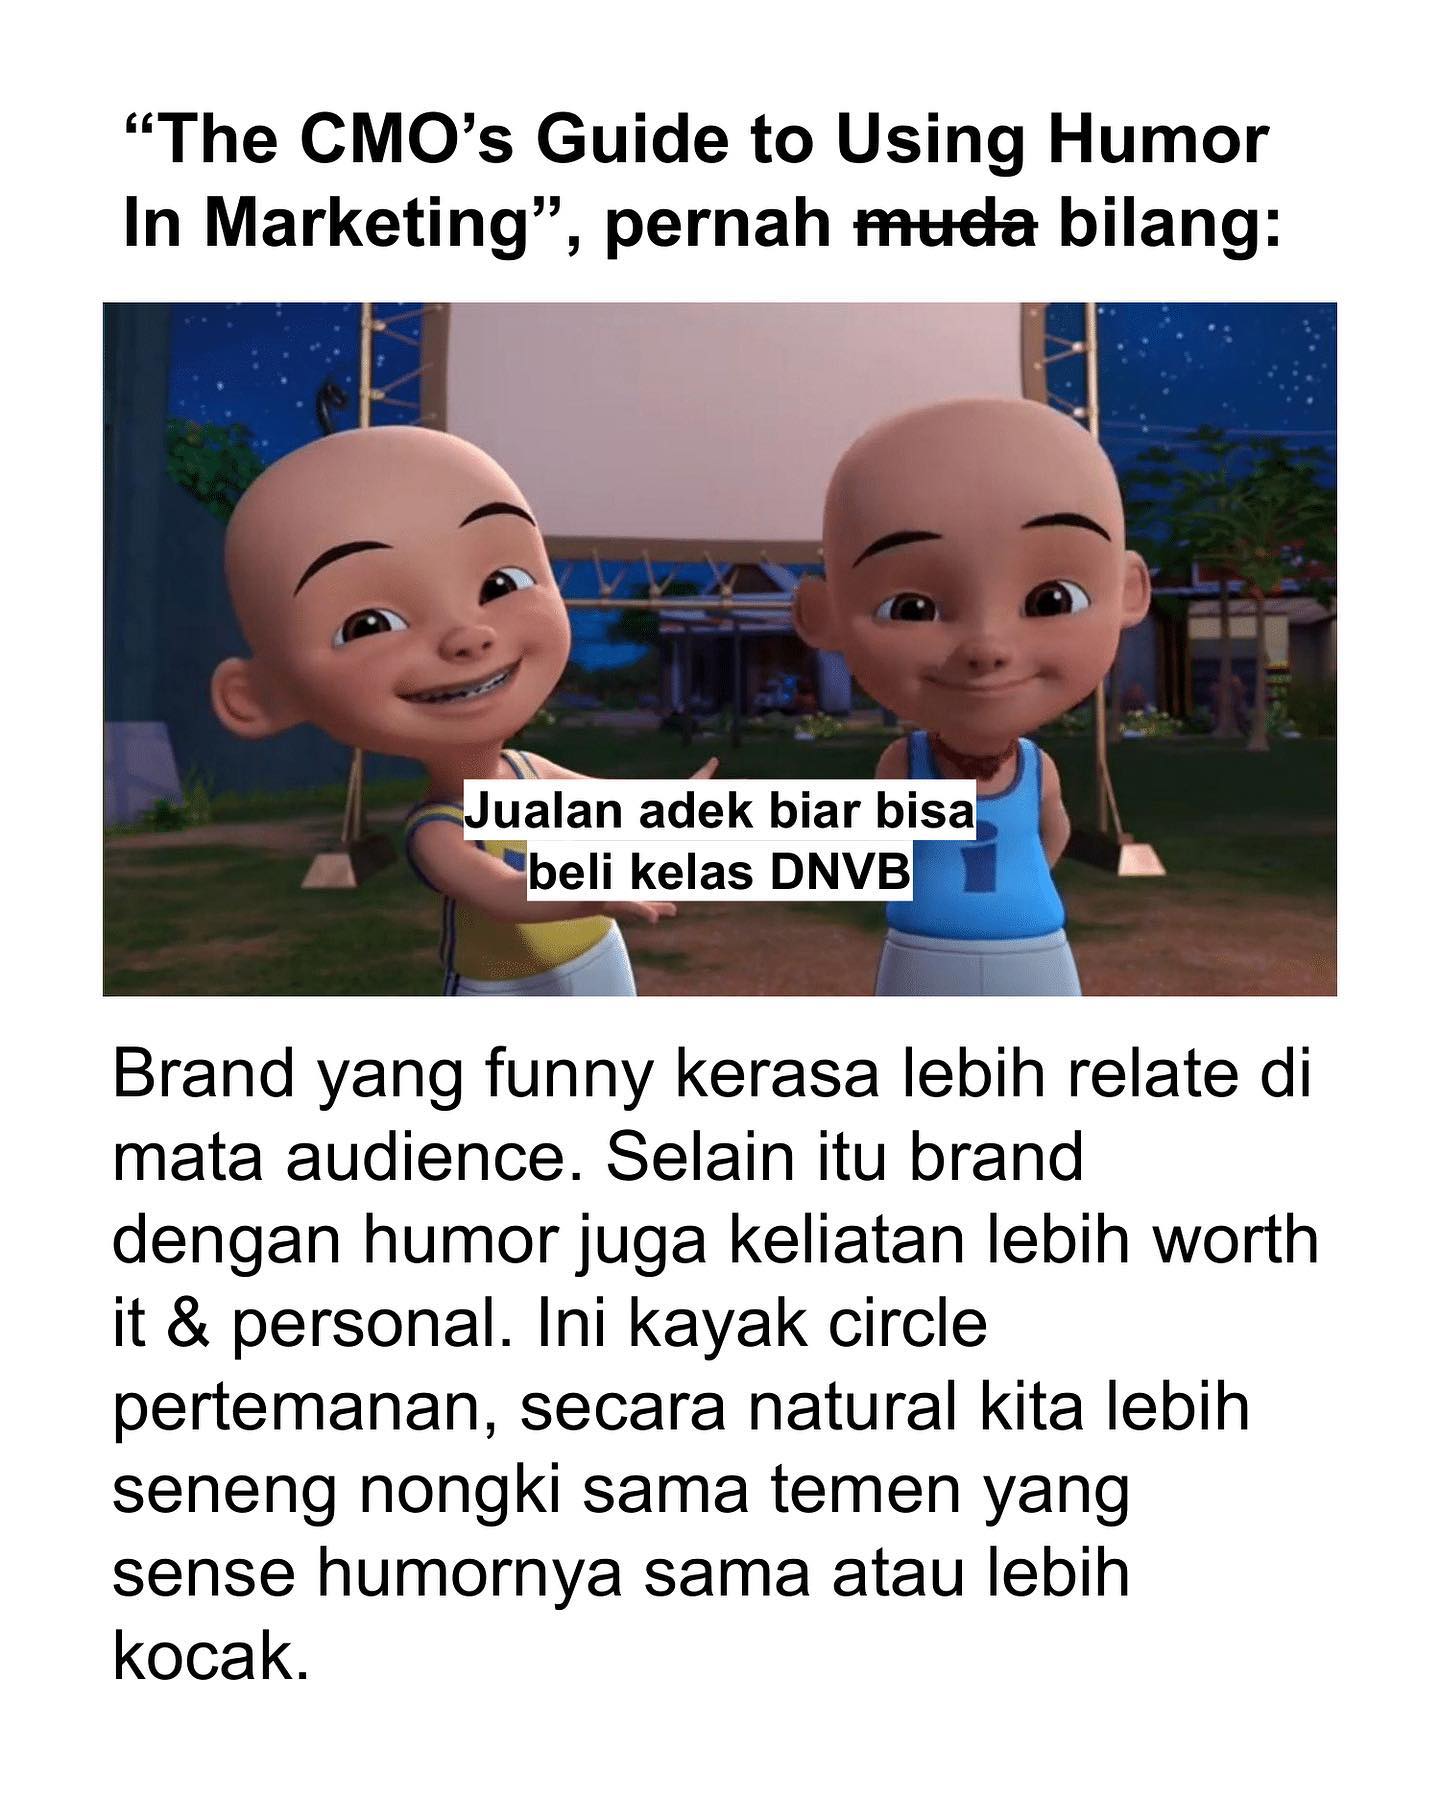 “The CMO’s Guide to Using Humor
In Marketing”, pernah muda bilang:
Jualan adek biar bisa
beli kelas DNVB
Brand yang funny kerasa lebih relate di
mata audience. Selain itu brand
dengan humor juga keliatan lebih worth
it & personal. Ini kayak circle
pertemanan, secara natural kita lebih
seneng nongki sama temen yang
sense humornya sama atau lebih
kocak.